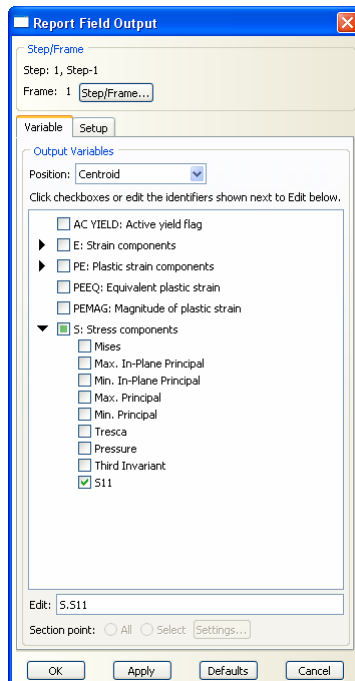 Report Field Output
Step/Frame
Step: 1, Step-1
Frame: 1 Step/Frame...
Variable Setup
Output Variables
Position: Centroid
Click checkboxes or edit the identifiers shown next to Edit below.
AC YIELD: Active yield flag
E: Strain components
PE: Plastic strain components
PEEQ: Equivalent plastic strain
PEMAG: Magnitude of plastic strain
S: Stress components
Mises
Max. In-Plane Principal
Min. In-Plane Principal
Max. Principal
Min. Principal
Tresca
Pressure
Third Invariant
S11
Edit: S.S11
Section point: All Select Settings...
OK Apply Defaults Cancel